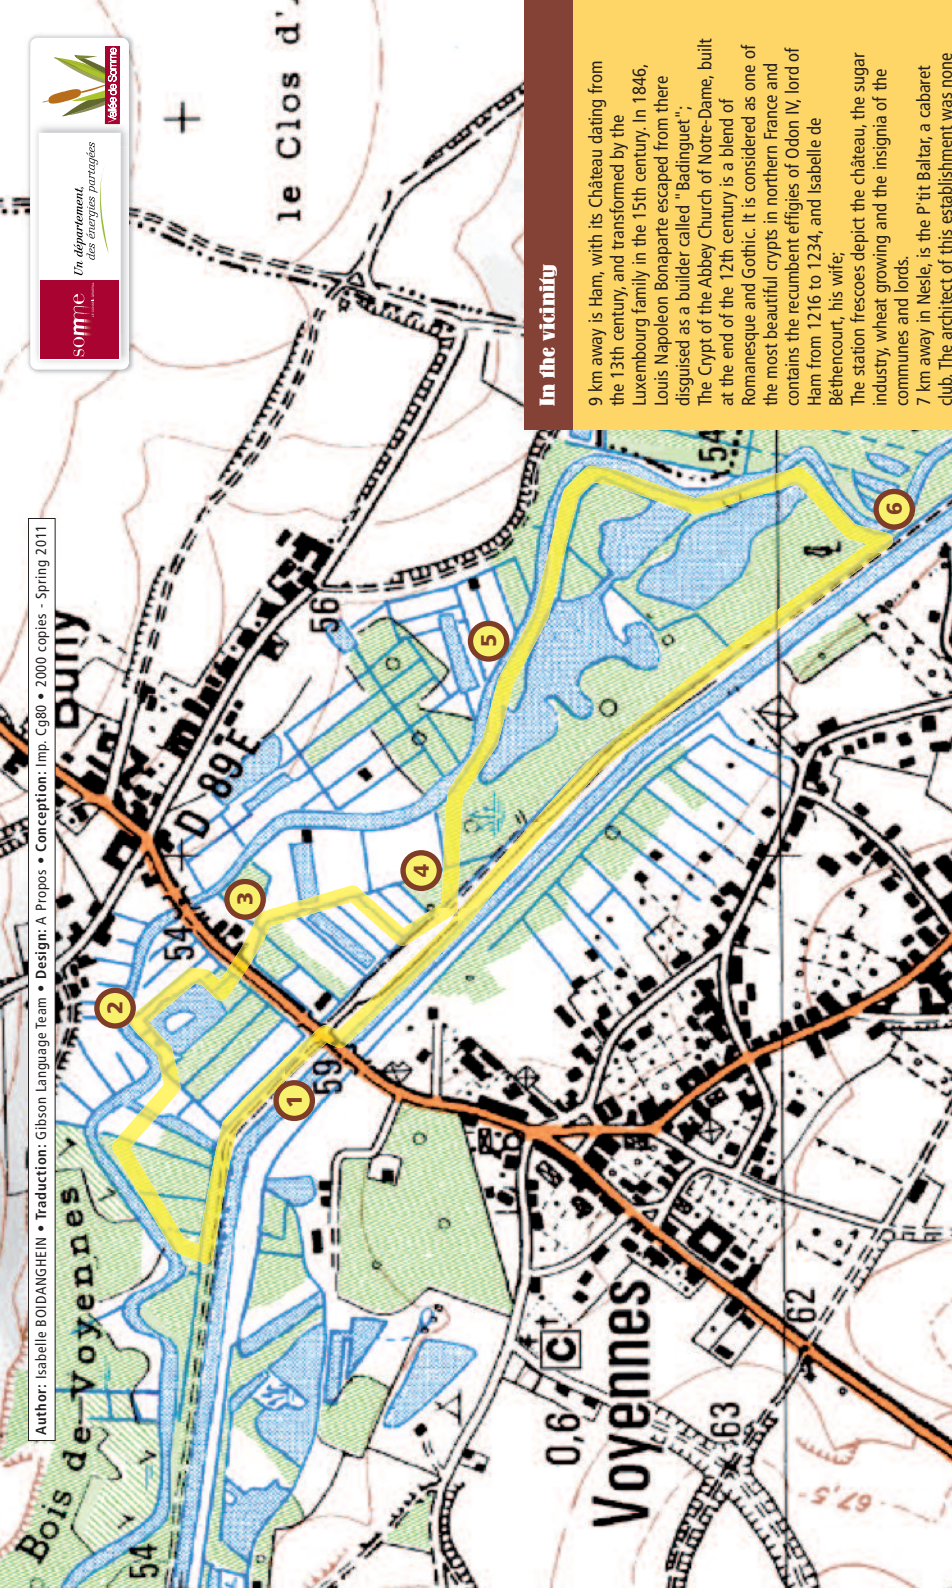 somme
Un département,
des énergies partagées
Vallée de Somme
Author: Isabelle BOIDANGHEIN • Traduction: Gibson Language Team • Design: A Propos • Conception: Imp. Cg80 • 2000 copies - Spring 2011
le Clos d'
Buny
Bois de Voyennes
D 89E
54
54
54
56
59
62
63
67,5
0,6
C
Voyennes
1
2
3
4
5
6
In the vicinity
9 km away is Ham, with its Château dating from
the 13th century, and transformed by the
Luxembourg family in the 15th century. In 1846,
Louis Napoleon Bonaparte escaped from there
disguised as a builder called "Badinguet";
The Crypt of the Abbey Church of Notre-Dame, built
at the end of the 12th century is a blend of
Romanesque and Gothic. It is considered as one of
the most beautiful crypts in northern France and
contains the recumbent effigies of Odon IV, lord of
Ham from 1216 to 1234, and Isabelle de
Béthencourt, his wife;
The station frescoes depict the château, the sugar
industry, wheat growing and the insignia of the
communes and lords.
7 km away in Nesle, is the P'tit Baltar, a cabaret
club. The architect of this establishment was none